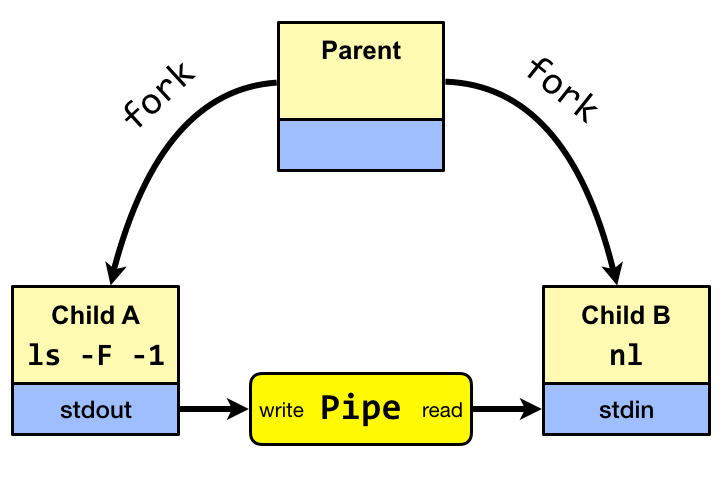 Parent
fork
fork
Child A
ls -F -1
stdout
write Pipe read
Child B
nl
stdin